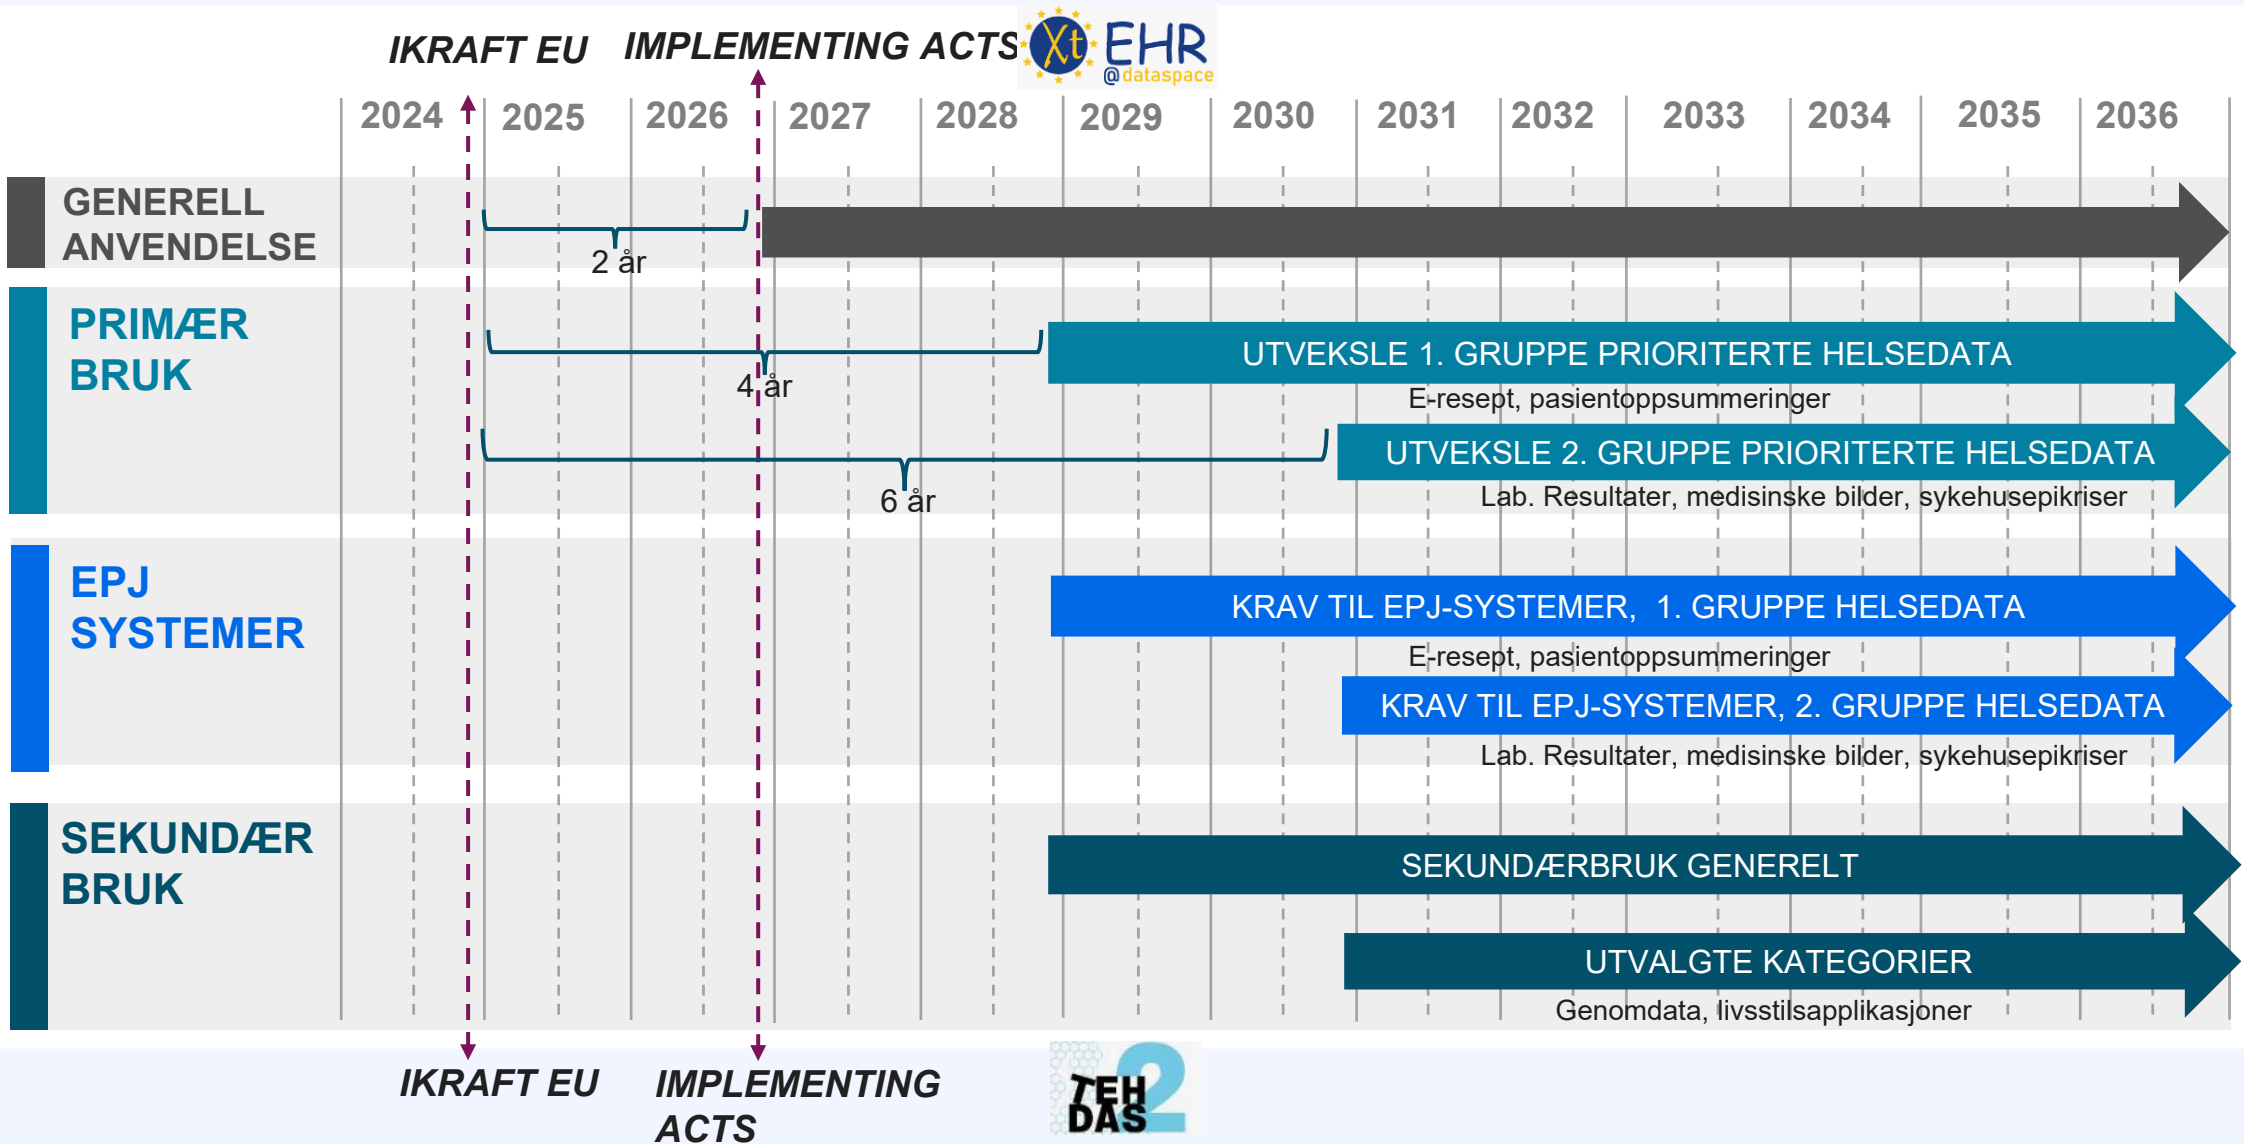 IKRAFT EU
IMPLEMENTING ACTS
Xt EHR
@dataspace
2024 2025 2026 2027 2028 2029 2030 2031 2032 2033 2034 2035 2036
GENERELL
ANVENDELSE
2 år
PRIMÆR
BRUK
UTVEKSLE 1. GRUPPE PRIORITERTE HELSEDATA
4 år
E-resept, pasientoppsummeringer
UTVEKSLE 2. GRUPPE PRIORITERTE HELSEDATA
6 år
Lab. Resultater, medisinske bilder, sykehusepikriser
EPJ
SYSTEMER
KRAV TIL EPJ-SYSTEMER, 1. GRUPPE HELSEDATA
E-resept, pasientoppsummeringer
KRAV TIL EPJ-SYSTEMER, 2. GRUPPE HELSEDATA
Lab. Resultater, medisinske bilder, sykehusepikriser
SEKUNDÆR
BRUK
SEKUNDÆRBRUK GENERELT
UTVALGTE KATEGORIER
Genomdata, livsstilsapplikasjoner
IKRAFT EU
IMPLEMENTING
ACTS
TEH
DAS
2